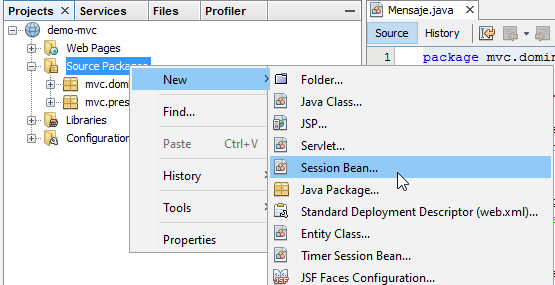 Projects Services Files Profiler
demo-mvc
Web Pages
Source Packages
mvc.dom
mvc.pres
Libraries
Configuration
New
Find...
Paste Ctrl+V
History
Tools
Properties
Folder...
Java Class...
JSP...
Servlet...
Session Bean...
Java Package...
Standard Deployment Descriptor (web.xml)...
Entity Class...
Timer Session Bean...
JSF Faces Configuration...
Mensaje.java
Source History
1 package mvc.domin